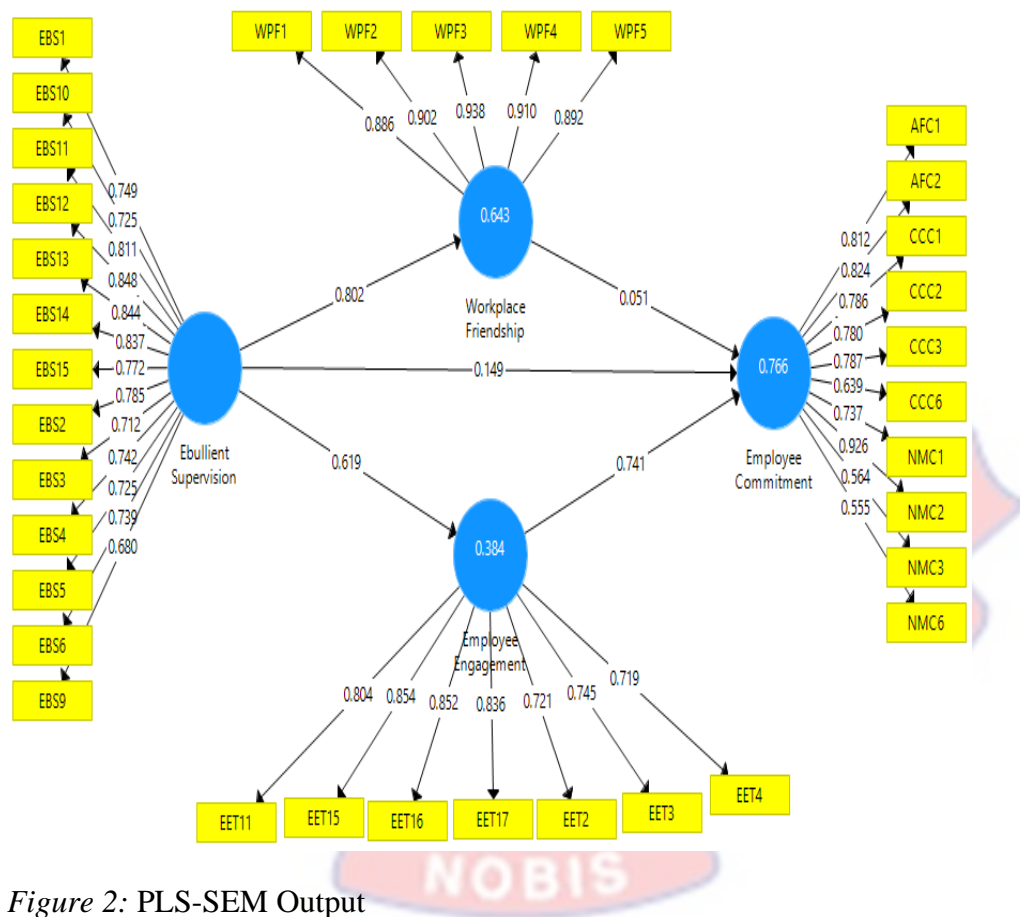 WPF1 WPF2 WPF3 WPF4 WPF5
0.886 0.902 0.938 0.910 0.892
EBS1
EBS10
EBS11
EBS12
EBS13
EBS14
EBS15
EBS2
EBS3
EBS4
EBS5
EBS6
EBS9
0.749
0.725
0.811
0.848
0.844
0.837
0.772
0.785
0.712
0.742
0.725
0.739
0.680
Ebullient
Supervision
0.802
0.149
0.619
0.643
Workplace
Friendship
0.051
0.741
0.384
Employee
Engagement
0.766
Employee
Commitment
0.812
0.824
0.786
0.780
0.787
0.639
0.737
0.926
0.564
0.555
AFC1
AFC2
CCC1
CCC2
CCC3
CCC6
NMC1
NMC2
NMC3
NMC6
0.804 0.854 0.852 0.836 0.721 0.745 0.719
EET11 EET15 EET16 EET17 EET2 EET3 EET4
NOBIS
Figure 2: PLS-SEM Output